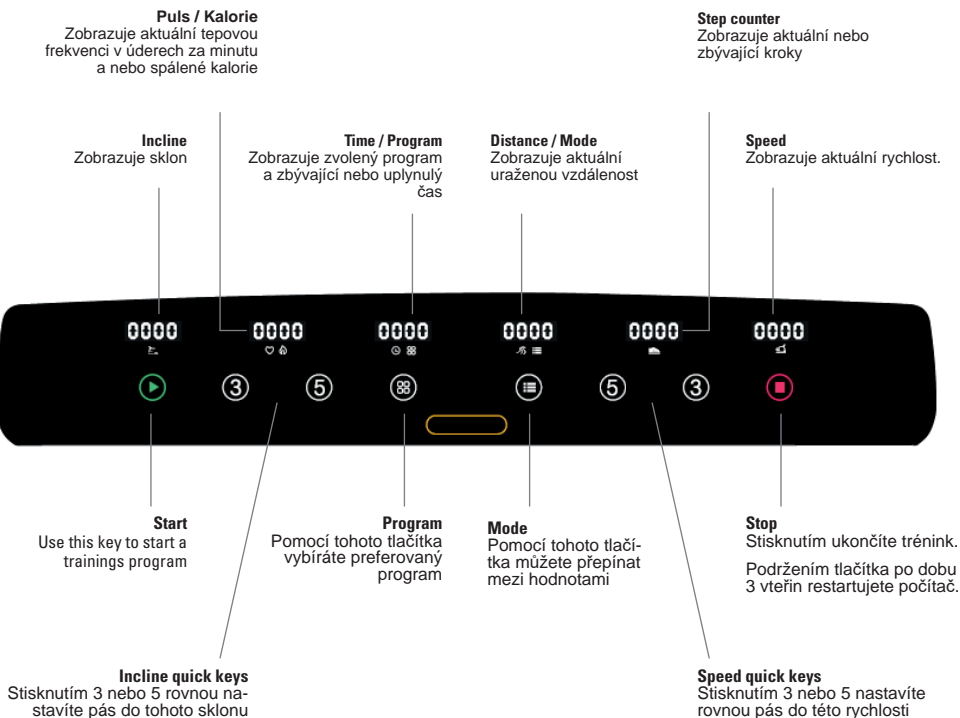 Puls / Kalorie
Zobrazuje aktuální tepovou
frekvenci v úderech za minutu
a nebo spálené kalorie
Step counter
Zobrazuje aktuální nebo
zbývající kroky
Incline
Zobrazuje sklon
Time / Program
Zobrazuje zvolený program
a zbývající nebo uplynulý
čas
Distance / Mode
Zobrazuje aktuální
uraženou vzdálenost
Speed
Zobrazuje aktuální rychlost.
0000 0000 0000 0000 0000 0000
3 5 5 3
Start
Use this key to start a
trainings program
Program
Pomocí tohoto tlačítka
vybíráte preferovaný
program
Mode
Pomocí tohoto tlačí-
tka můžete přepínat
mezi hodnotami
Stop
Stisknutím ukončíte trénink.
Podržením tlačítka po dobu
3 vteřin restartujete počítač.
Incline quick keys
Stisknutím 3 nebo 5 rovnou na-
stavíte pás do tohoto sklonu
Speed quick keys
Stisknutím 3 nebo 5 nastavíte
rovnou pás do této rychlosti